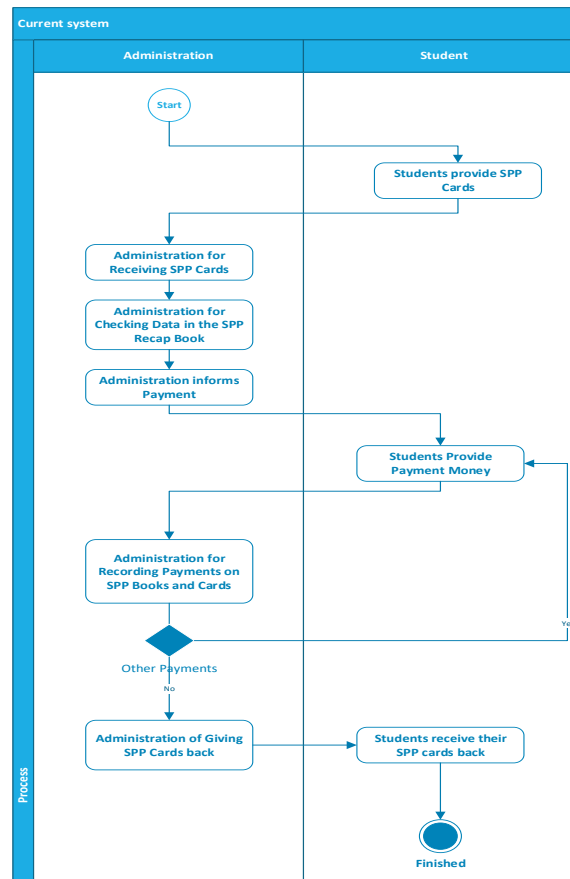 Current system
Administration
Student
Start
Students provide SPP
Cards
Administration for
Receiving SPP Cards
Administration for
Checking Data in the SPP
Recap Book
Administration informs
Payment
Students Provide
Payment Money
Administration for
Recording Payments on
SPP Books and Cards
Other Payments
No
Administration of Giving
SPP Cards back
Students receive their
SPP cards back
Process
Finished